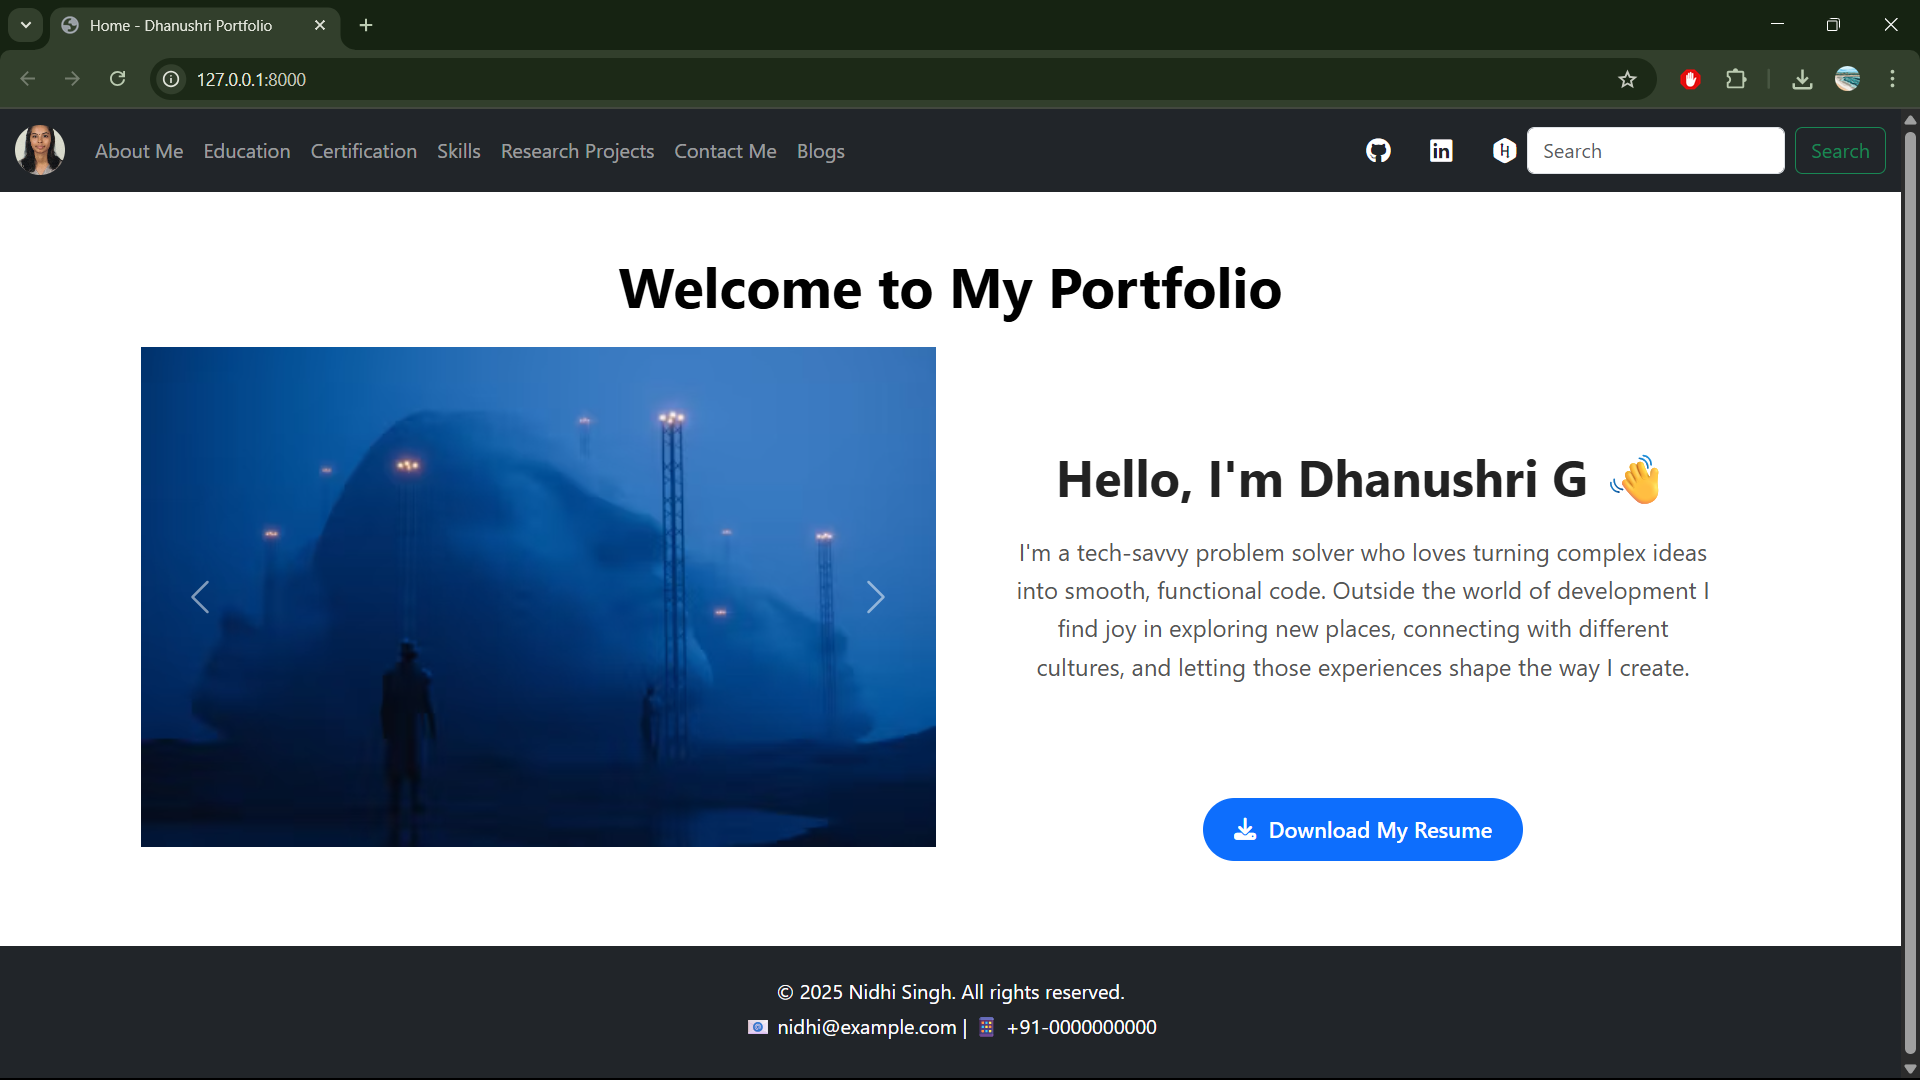 Home - Dhanushri Portfolio
127.0.0.1:8000
About Me Education Certification Skills Research Projects Contact Me Blogs
in H Search Search
Welcome to My Portfolio
Hello, I'm Dhanushri G 👋
I'm a tech-savvy problem solver who loves turning complex ideas
into smooth, functional code. Outside the world of development I
find joy in exploring new places, connecting with different
cultures, and letting those experiences shape the way I create.
Download My Resume
© 2025 Nidhi Singh. All rights reserved.
📧 nidhi@example.com | 📱 +91-0000000000